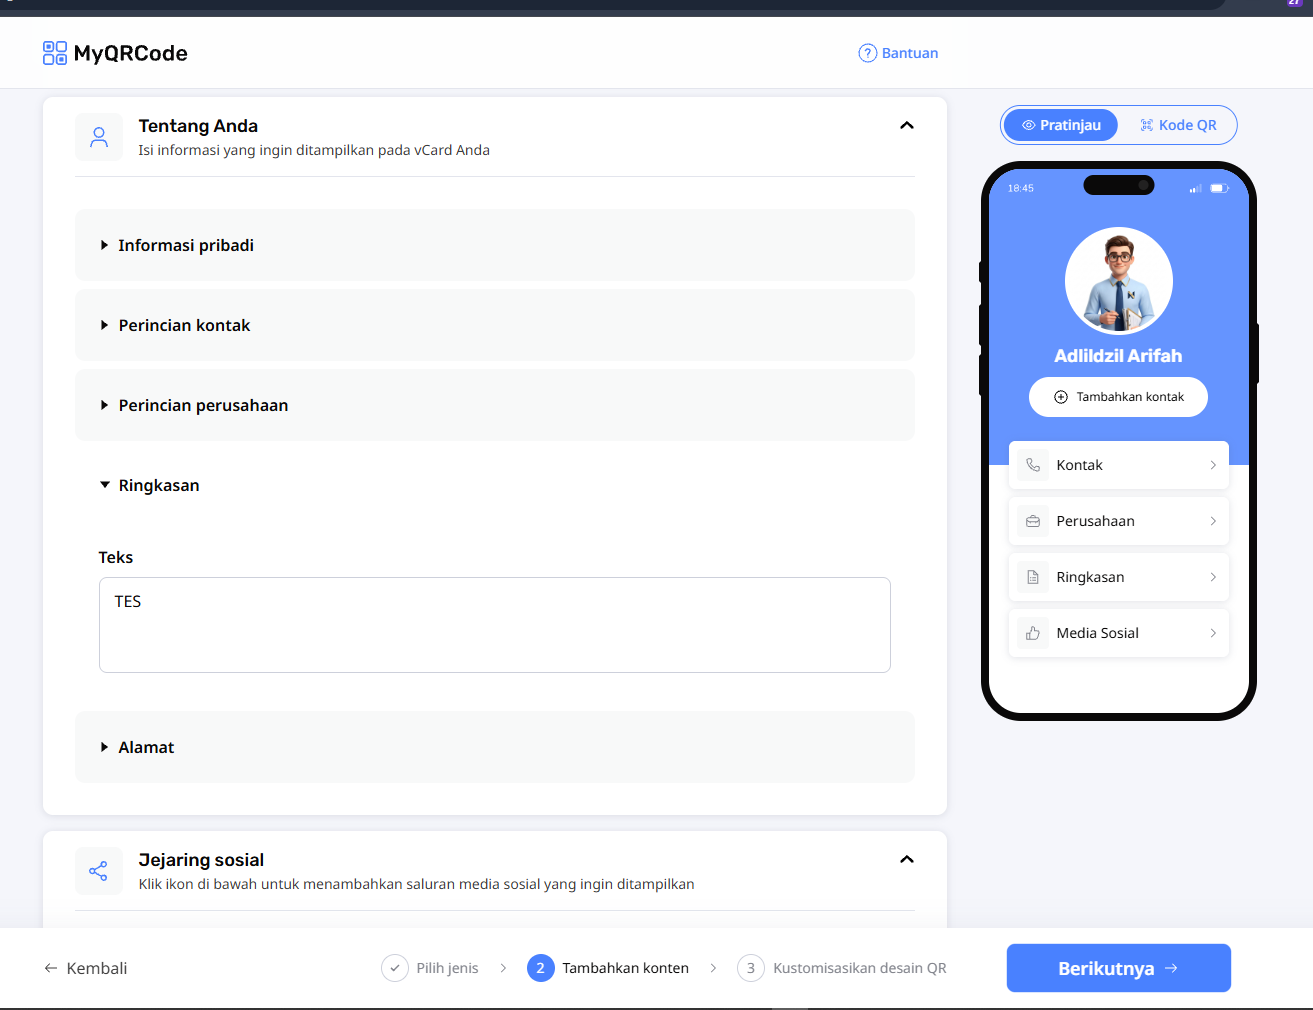 27
MyQRCode
Bantuan
Tentang Anda
Isi informasi yang ingin ditampilkan pada vCard Anda
Informasi pribadi
Perincian kontak
Perincian perusahaan
Ringkasan
Teks
TES
Alamat
Jejaring sosial
Klik ikon di bawah untuk menambahkan saluran media sosial yang ingin ditampilkan
Pratinjau
Kode QR
18:45
Adlildzil Arifah
Tambahkan kontak
Kontak
Perusahaan
Ringkasan
Media Sosial
Kembali
Pilih jenis
2 Tambahkan konten
3 Kustomisasikan desain QR
Berikutnya